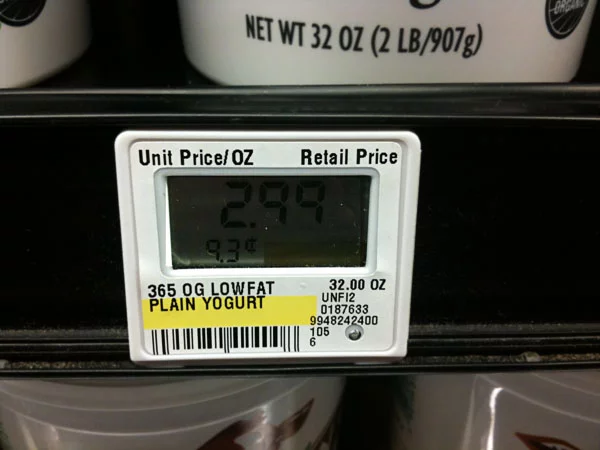 ORGANIC
NET WT 32 OZ (2 LB/907g)
Unit Price/OZ Retail Price
2.99
9.3¢
365 OG LOWFAT 32.00 OZ
PLAIN YOGURT UNFI2
0187633
9948242400
105
6